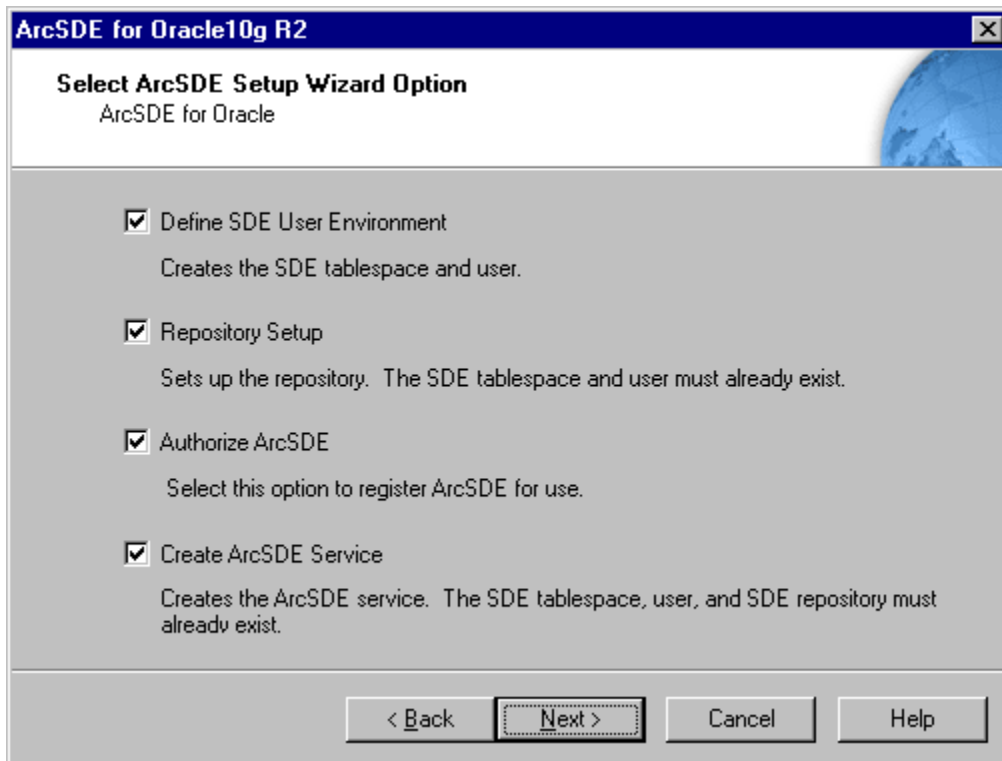 ArcSDE for Oracle10g R2
Select ArcSDE Setup Wizard Option
ArcSDE for Oracle
Define SDE User Environment
Creates the SDE tablespace and user.
Repository Setup
Sets up the repository.  The SDE tablespace and user must already exist.
Authorize ArcSDE
Select this option to register ArcSDE for use.
Create ArcSDE Service
Creates the ArcSDE service.  The SDE tablespace, user, and SDE repository must
already exist.
< Back Next > Cancel Help